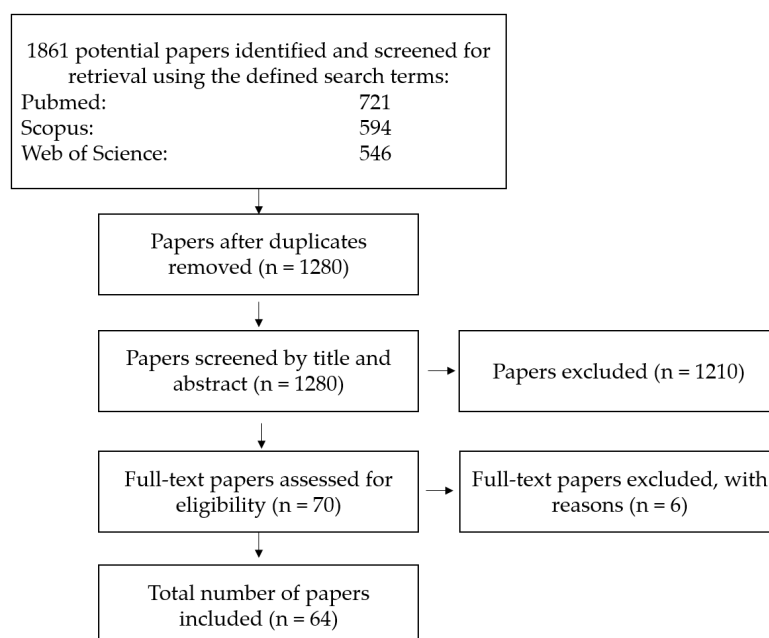 1861 potential papers identified and screened for
retrieval using the defined search terms:
Pubmed: 721
Scopus: 594
Web of Science: 546
Papers after duplicates
removed (n = 1280)
Papers screened by title and
abstract (n = 1280)
Papers excluded (n = 1210)
Full-text papers assessed for
eligibility (n = 70)
Full-text papers excluded, with
reasons (n = 6)
Total number of papers
included (n = 64)